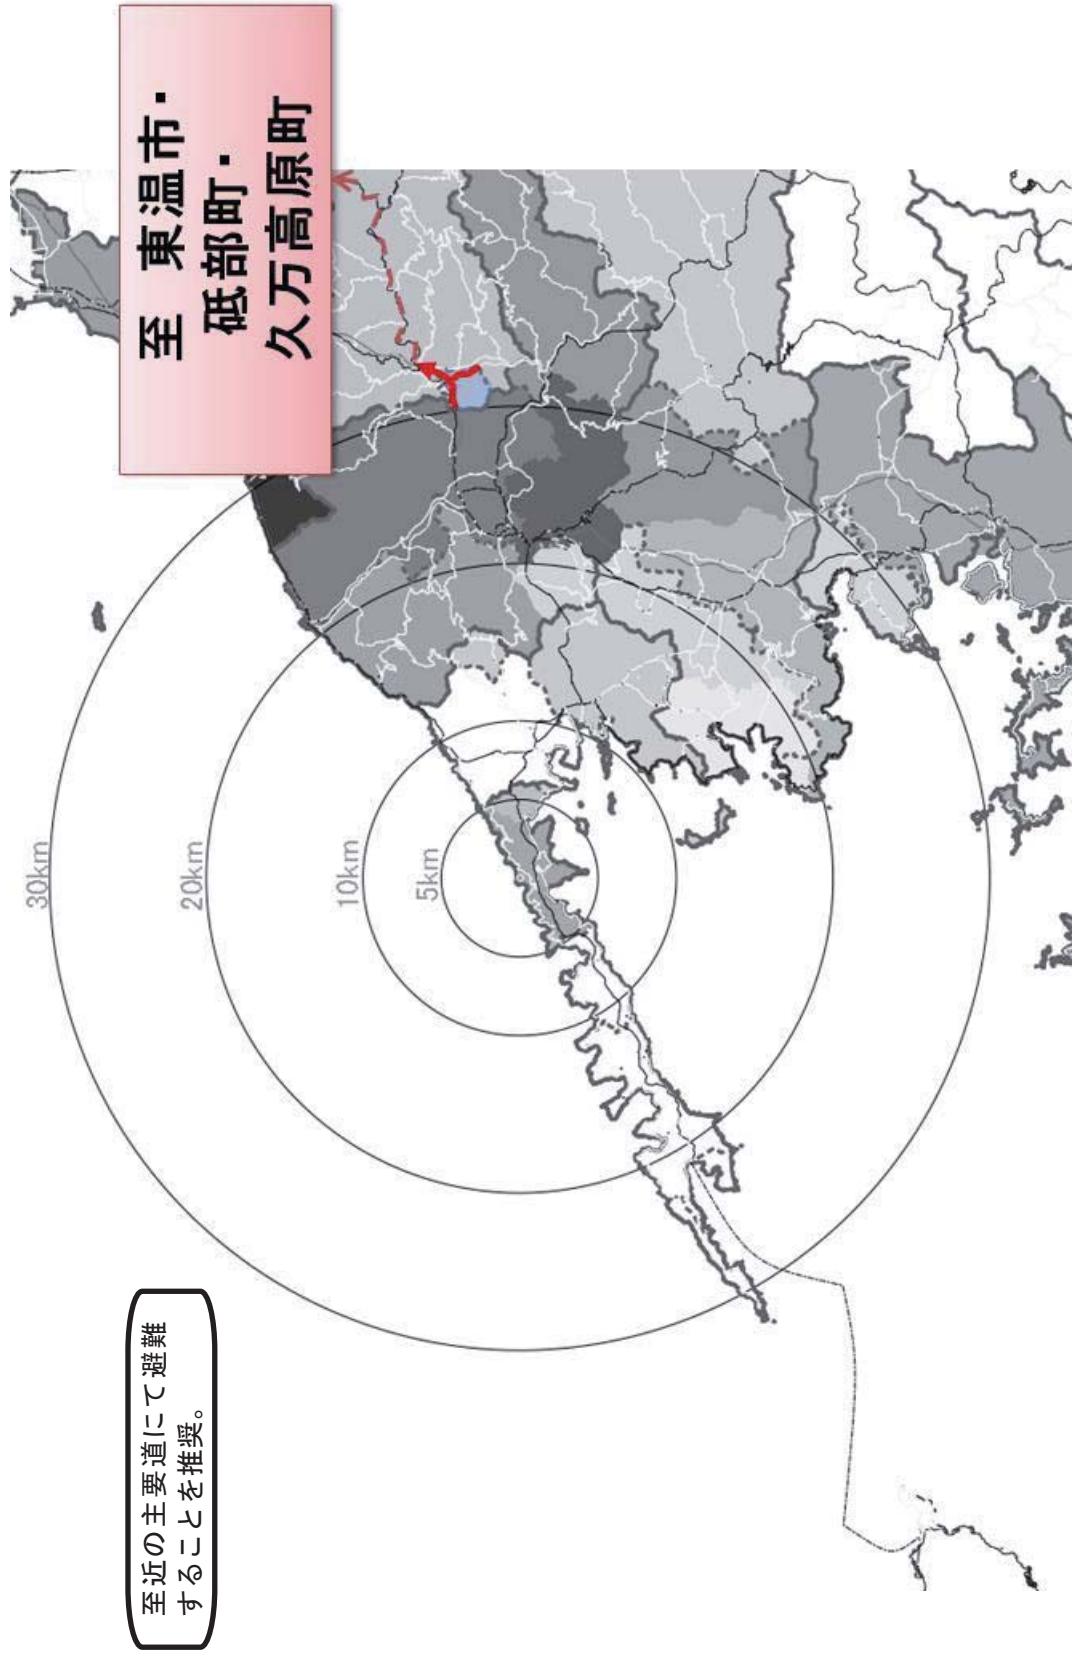 至 東温市・
砥部町・
久万高原町
30km
20km
10km
5km
至近の主要道にて避難
することを推奨。